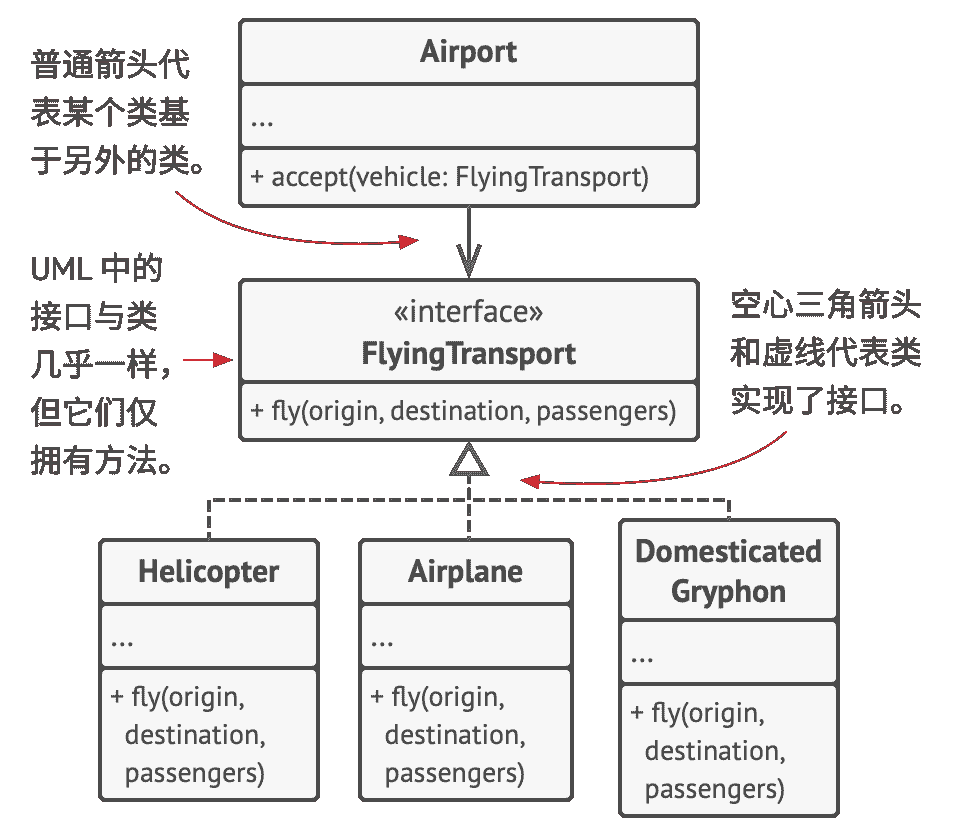 普通箭头代
表某个类基
于另外的类。
Airport
...
+ accept(vehicle: FlyingTransport)
UML 中的
接口与类
几乎一样，
但它们仅
拥有方法。
«interface»
FlyingTransport
+ fly(origin, destination, passengers)
空心三角箭头
和虚线代表类
实现了接口。
Helicopter
...
+ fly(origin,
destination,
passengers)
Airplane
...
+ fly(origin,
destination,
passengers)
Domesticated
Gryphon
...
+ fly(origin,
destination,
passengers)